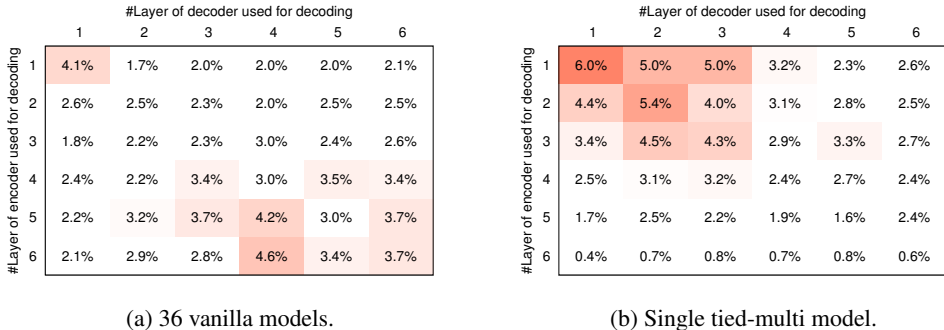 #Layer of decoder used for decoding
1 2 3 4 5 6
#Layer of encoder used for decoding
1 4.1% 1.7% 2.0% 2.0% 2.0% 2.1%
2 2.6% 2.5% 2.3% 2.0% 2.5% 2.5%
3 1.8% 2.2% 2.3% 3.0% 2.4% 2.6%
4 2.4% 2.2% 3.4% 3.0% 3.5% 3.4%
5 2.2% 3.2% 3.7% 4.2% 3.0% 3.7%
6 2.1% 2.9% 2.8% 4.6% 3.4% 3.7%
(a) 36 vanilla models.
#Layer of decoder used for decoding
1 2 3 4 5 6
#Layer of encoder used for decoding
1 6.0% 5.0% 5.0% 3.2% 2.3% 2.6%
2 4.4% 5.4% 4.0% 3.1% 2.8% 2.5%
3 3.4% 4.5% 4.3% 2.9% 3.3% 2.7%
4 2.5% 3.1% 3.2% 2.4% 2.7% 2.4%
5 1.7% 2.5% 2.2% 1.9% 1.6% 2.4%
6 0.4% 0.7% 0.8% 0.7% 0.8% 0.6%
(b) Single tied-multi model.